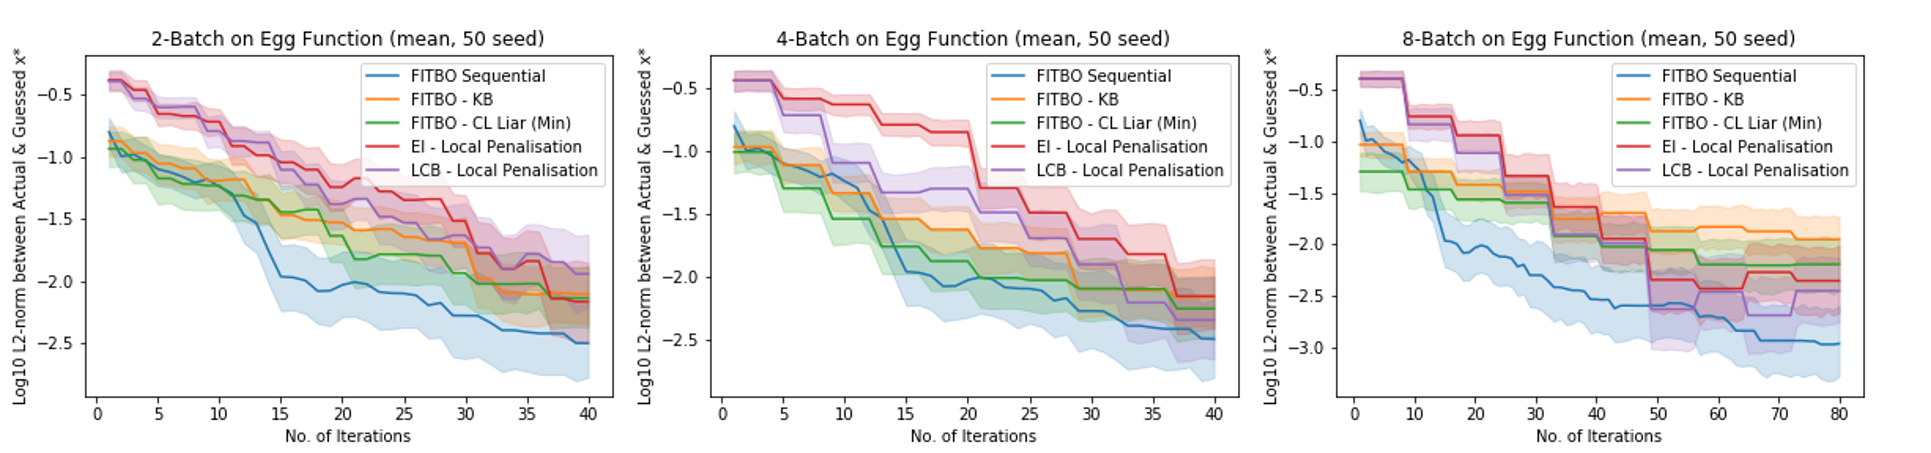 2-Batch on Egg Function (mean, 50 seed)
Log10 L2-norm between Actual & Guessed x*
−0.5
−1.0
−1.5
−2.0
−2.5
FITBO Sequential
FITBO - KB
FITBO - CL Liar (Min)
EI - Local Penalisation
LCB - Local Penalisation
0 5 10 15 20 25 30 35 40
No. of Iterations
4-Batch on Egg Function (mean, 50 seed)
Log10 L2-norm between Actual & Guessed x*
−0.5
−1.0
−1.5
−2.0
−2.5
FITBO Sequential
FITBO - KB
FITBO - CL Liar (Min)
EI - Local Penalisation
LCB - Local Penalisation
0 5 10 15 20 25 30 35 40
No. of Iterations
8-Batch on Egg Function (mean, 50 seed)
Log10 L2-norm between Actual & Guessed x*
−0.5
−1.0
−1.5
−2.0
−2.5
−3.0
FITBO Sequential
FITBO - KB
FITBO - CL Liar (Min)
EI - Local Penalisation
LCB - Local Penalisation
0 10 20 30 40 50 60 70 80
No. of Iterations